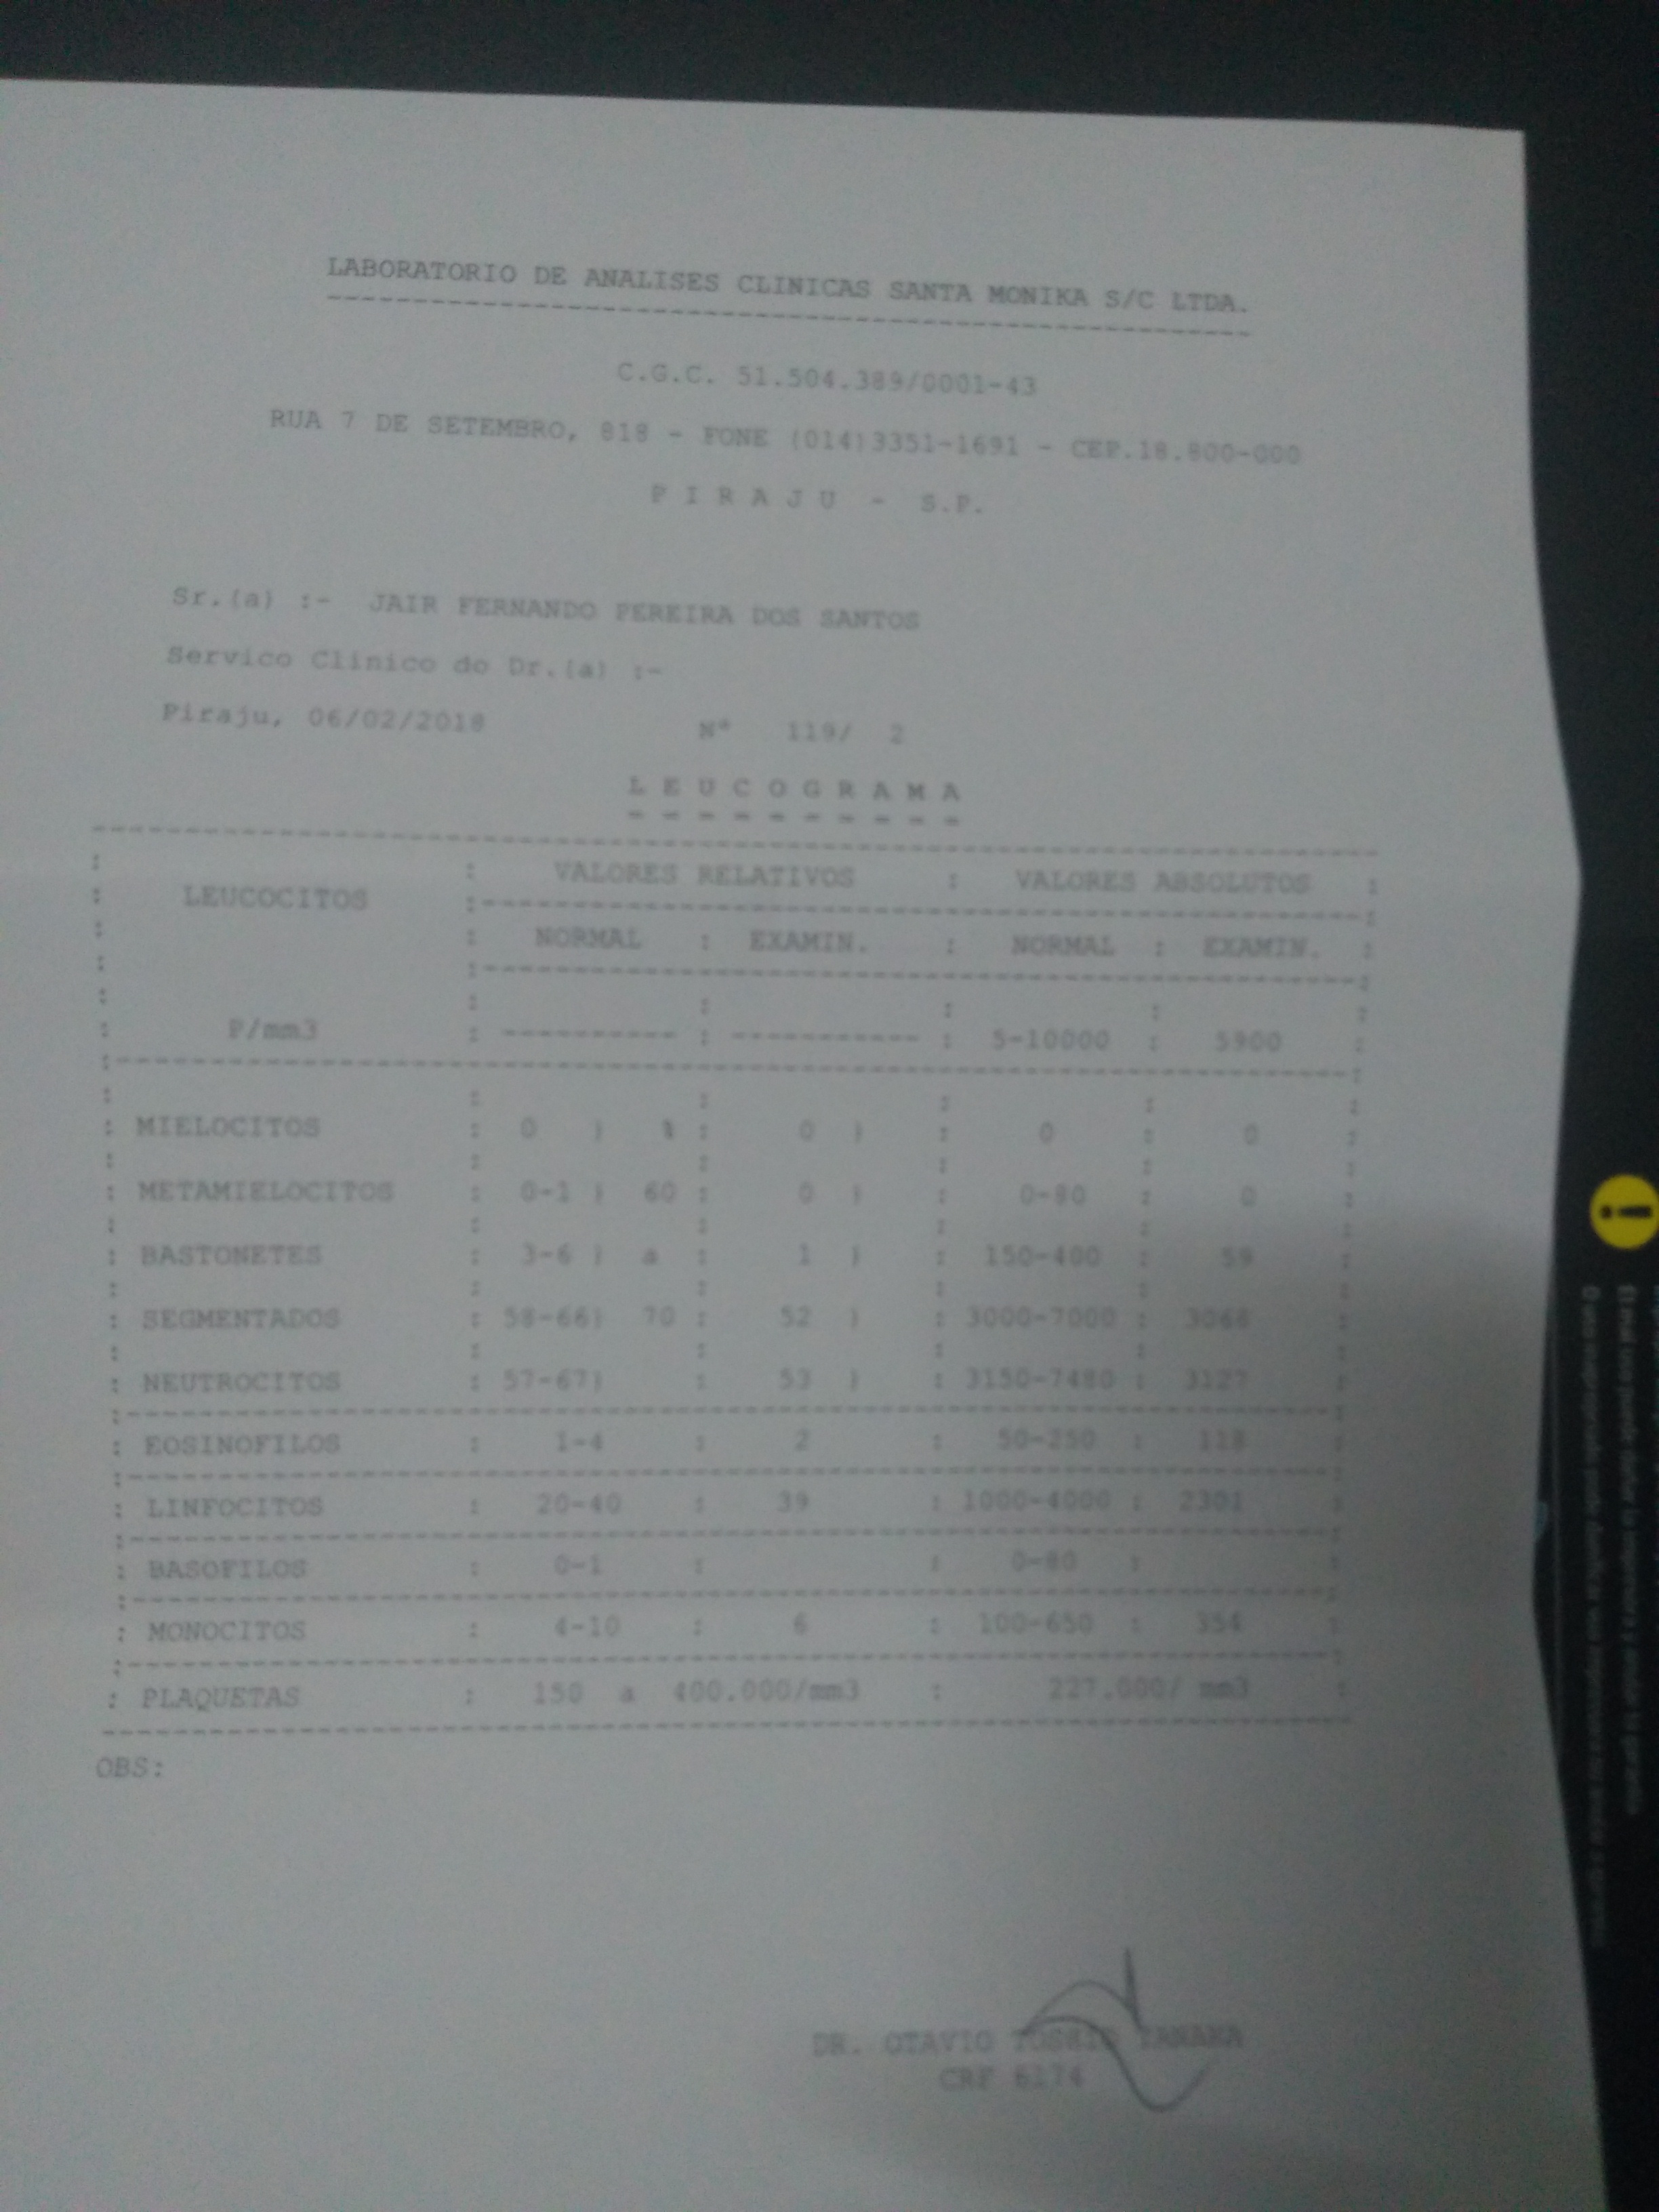 LABORATORIO DE ANALISES CLINICAS SANTA MONIKA S/C LTDA.
C.G.C. 51.504.389/0001-43
RUA 7 DE SETEMBRO, 818 - FONE (014)3351-1691 - CEP.18.800-000
P I R A J U - S.P.
Sr.(a) :- JAIR FERNANDO PEREIRA DOS SANTOS
Servico Clinico do Dr.(a) :-
Piraju, 06/02/2018 Nº 119/ 2
L E U C O G R A M A
: : VALORES RELATIVOS : VALORES ABSOLUTOS :
: LEUCOCITOS
: : NORMAL : EXAMIN. : NORMAL : EXAMIN. :
: P/mm3 : ---------- : ----------- : 5-10000 : 5900 :
: MIELOCITOS : 0 ) % : 0 ) : 0 : 0 :
: METAMIELOCITOS : 0-1 ) 60 : 0 ) : 0-80 : 0 :
: BASTONETES : 3-6 ) a : 1 ) : 150-400 : 59 :
: SEGMENTADOS : 58-66) 70 : 52 ) : 3000-7000 : 3068 :
: NEUTROCITOS : 57-67) : 53 ) : 3150-7480 : 3127 :
: EOSINOFILOS : 1-4 : 2 : 50-250 : 118 :
: LINFOCITOS : 20-40 : 39 : 1000-4000 : 2301 :
: BASOFILOS : 0-1 : : 0-80 : :
: MONOCITOS : 4-10 : 6 : 100-650 : 354 :
: PLAQUETAS : 150 a 400.000/mm3 : 227.000/ mm3 :
OBS:
DR. OTAVIO TOSHIO TANAKA
CRF 6174